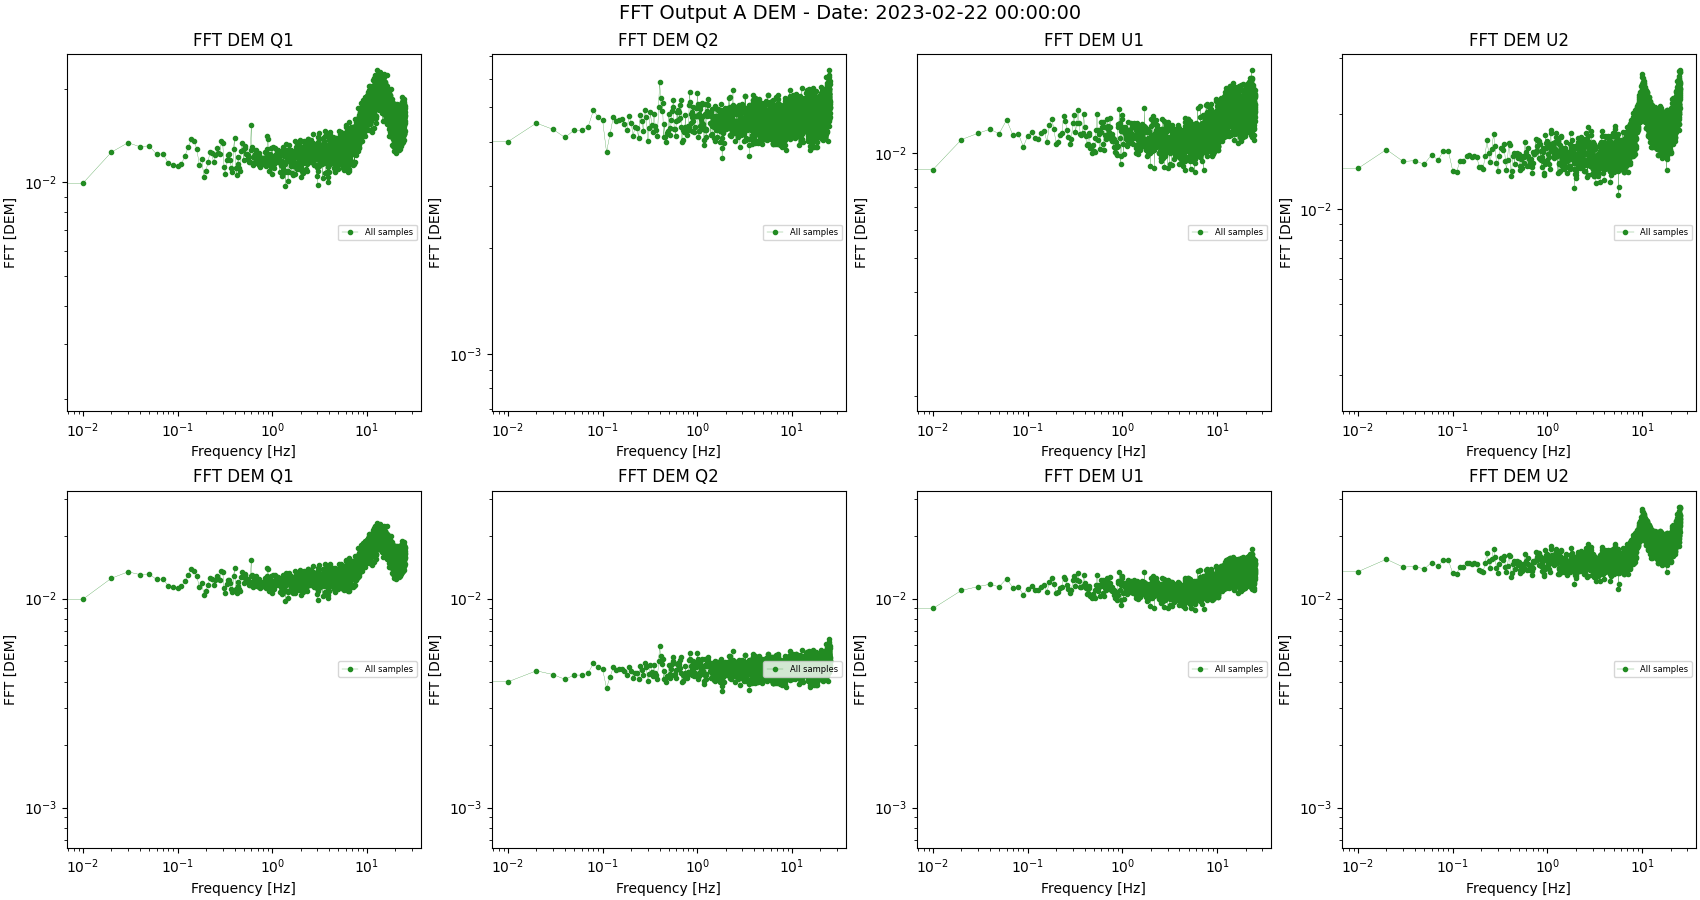 FFT Output A DEM - Date: 2023-02-22 00:00:00
FFT DEM Q1
FFT [DEM]
10⁻²
All samples
10⁻² 10⁻¹ 10⁰ 10¹
Frequency [Hz]
FFT DEM Q2
FFT [DEM]
10⁻³
All samples
10⁻² 10⁻¹ 10⁰ 10¹
Frequency [Hz]
FFT DEM U1
FFT [DEM]
10⁻²
All samples
10⁻² 10⁻¹ 10⁰ 10¹
Frequency [Hz]
FFT DEM U2
FFT [DEM]
10⁻²
All samples
10⁻² 10⁻¹ 10⁰ 10¹
Frequency [Hz]
FFT DEM Q1
FFT [DEM]
10⁻²
All samples
10⁻³
10⁻² 10⁻¹ 10⁰ 10¹
Frequency [Hz]
FFT DEM Q2
FFT [DEM]
10⁻²
All samples
10⁻³
10⁻² 10⁻¹ 10⁰ 10¹
Frequency [Hz]
FFT DEM U1
FFT [DEM]
10⁻²
All samples
10⁻³
10⁻² 10⁻¹ 10⁰ 10¹
Frequency [Hz]
FFT DEM U2
FFT [DEM]
10⁻²
All samples
10⁻³
10⁻² 10⁻¹ 10⁰ 10¹
Frequency [Hz]